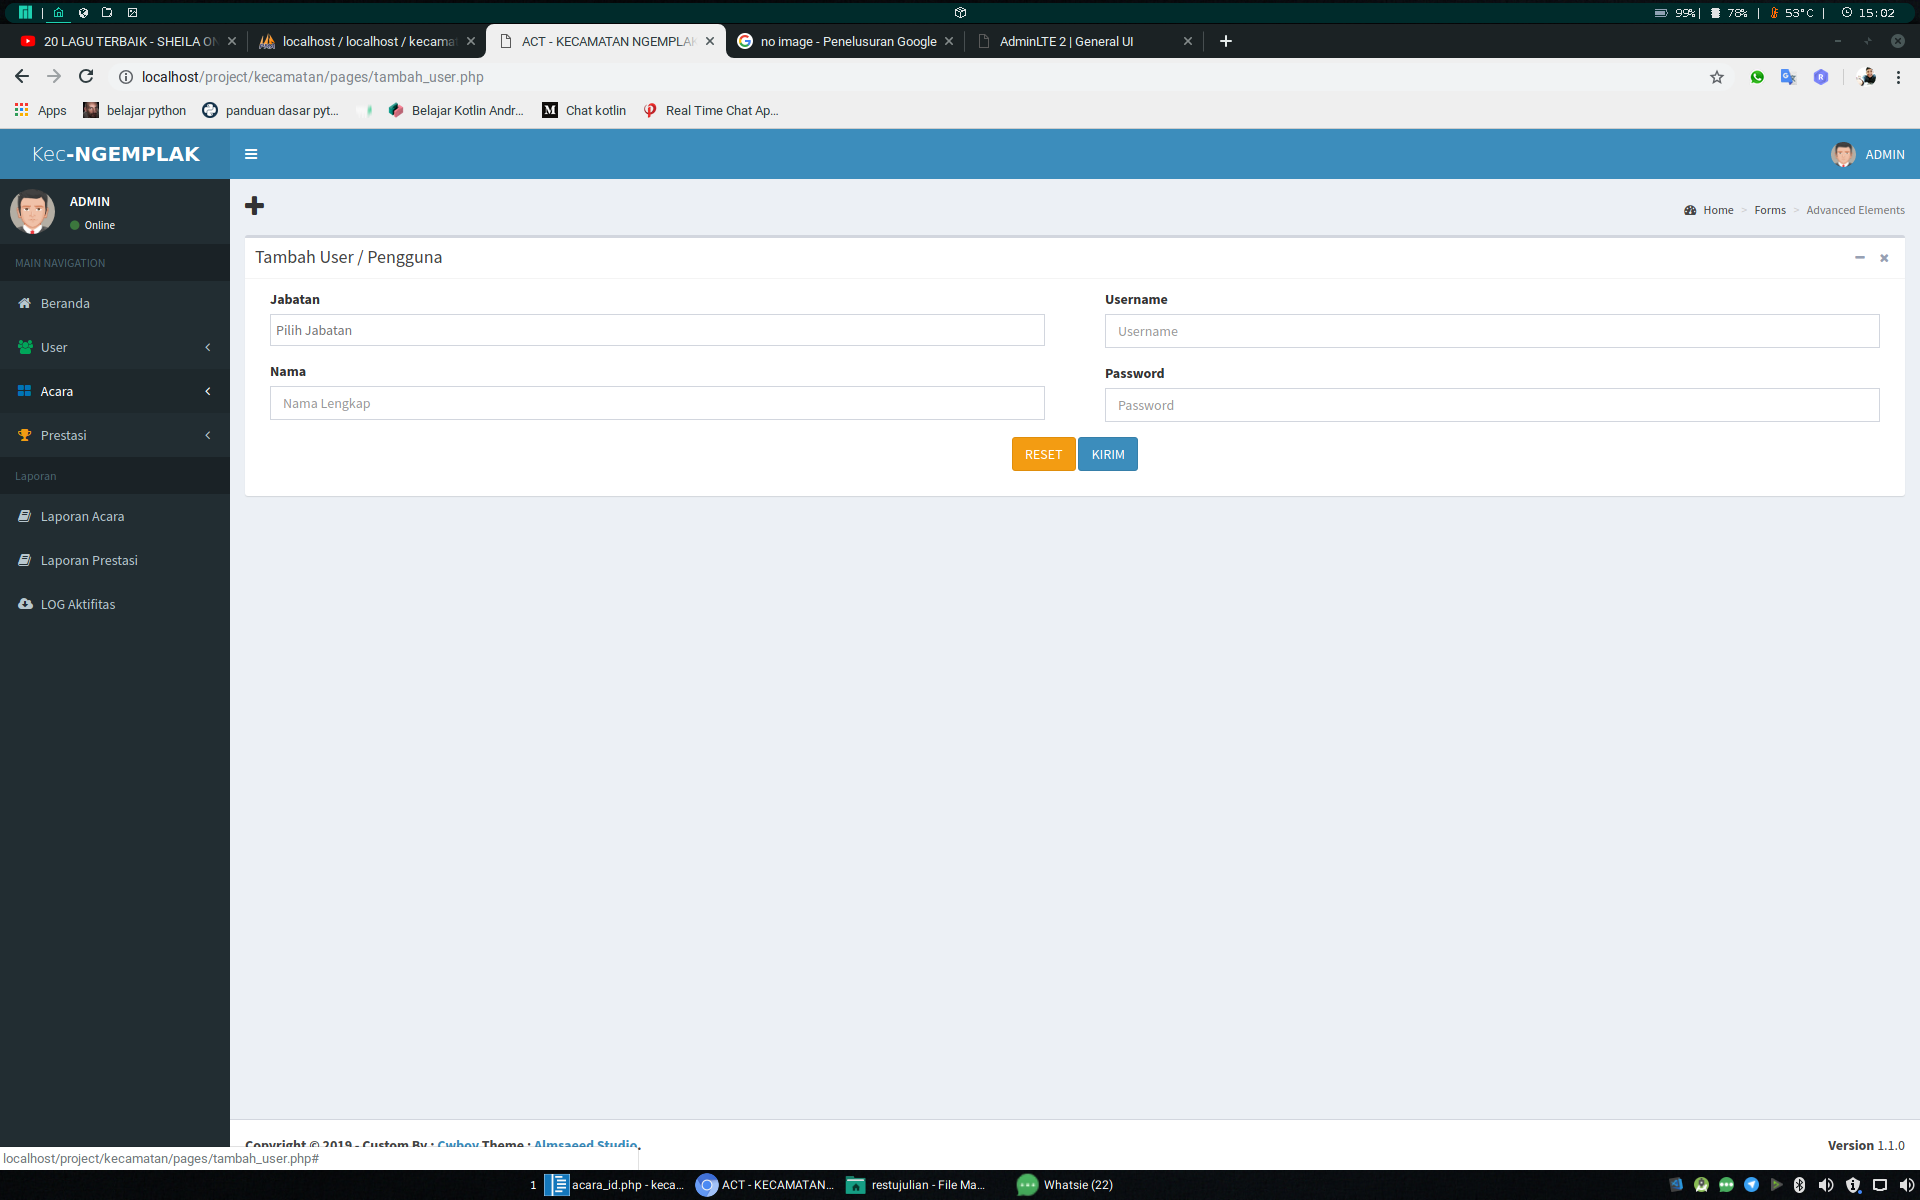 99% | 78% | 53°C | 15:02
20 LAGU TERBAIK - SHEILA ON
localhost / localhost / kecamat
ACT - KECAMATAN NGEMPLAK
no image - Penelusuran Google
AdminLTE 2 | General UI
localhost/project/kecamatan/pages/tambah_user.php
Apps
belajar python
panduan dasar pyt...
Belajar Kotlin Andr...
Chat kotlin
Real Time Chat Ap...
Kec-NGEMPLAK
ADMIN
ADMIN
Online
Home > Forms > Advanced Elements
MAIN NAVIGATION
Beranda
User
Acara
Prestasi
Laporan
Laporan Acara
Laporan Prestasi
LOG Aktifitas
Tambah User / Pengguna
Jabatan
Pilih Jabatan
Nama
Nama Lengkap
Username
Username
Password
Password
RESET
KIRIM
Copyright © 2019 - Custom By : Cwboy Theme : Almsaeed Studio.
Version 1.1.0
localhost/project/kecamatan/pages/tambah_user.php#
1
acara_id.php - keca...
ACT - KECAMATAN...
restujulian - File Ma...
Whatsie (22)